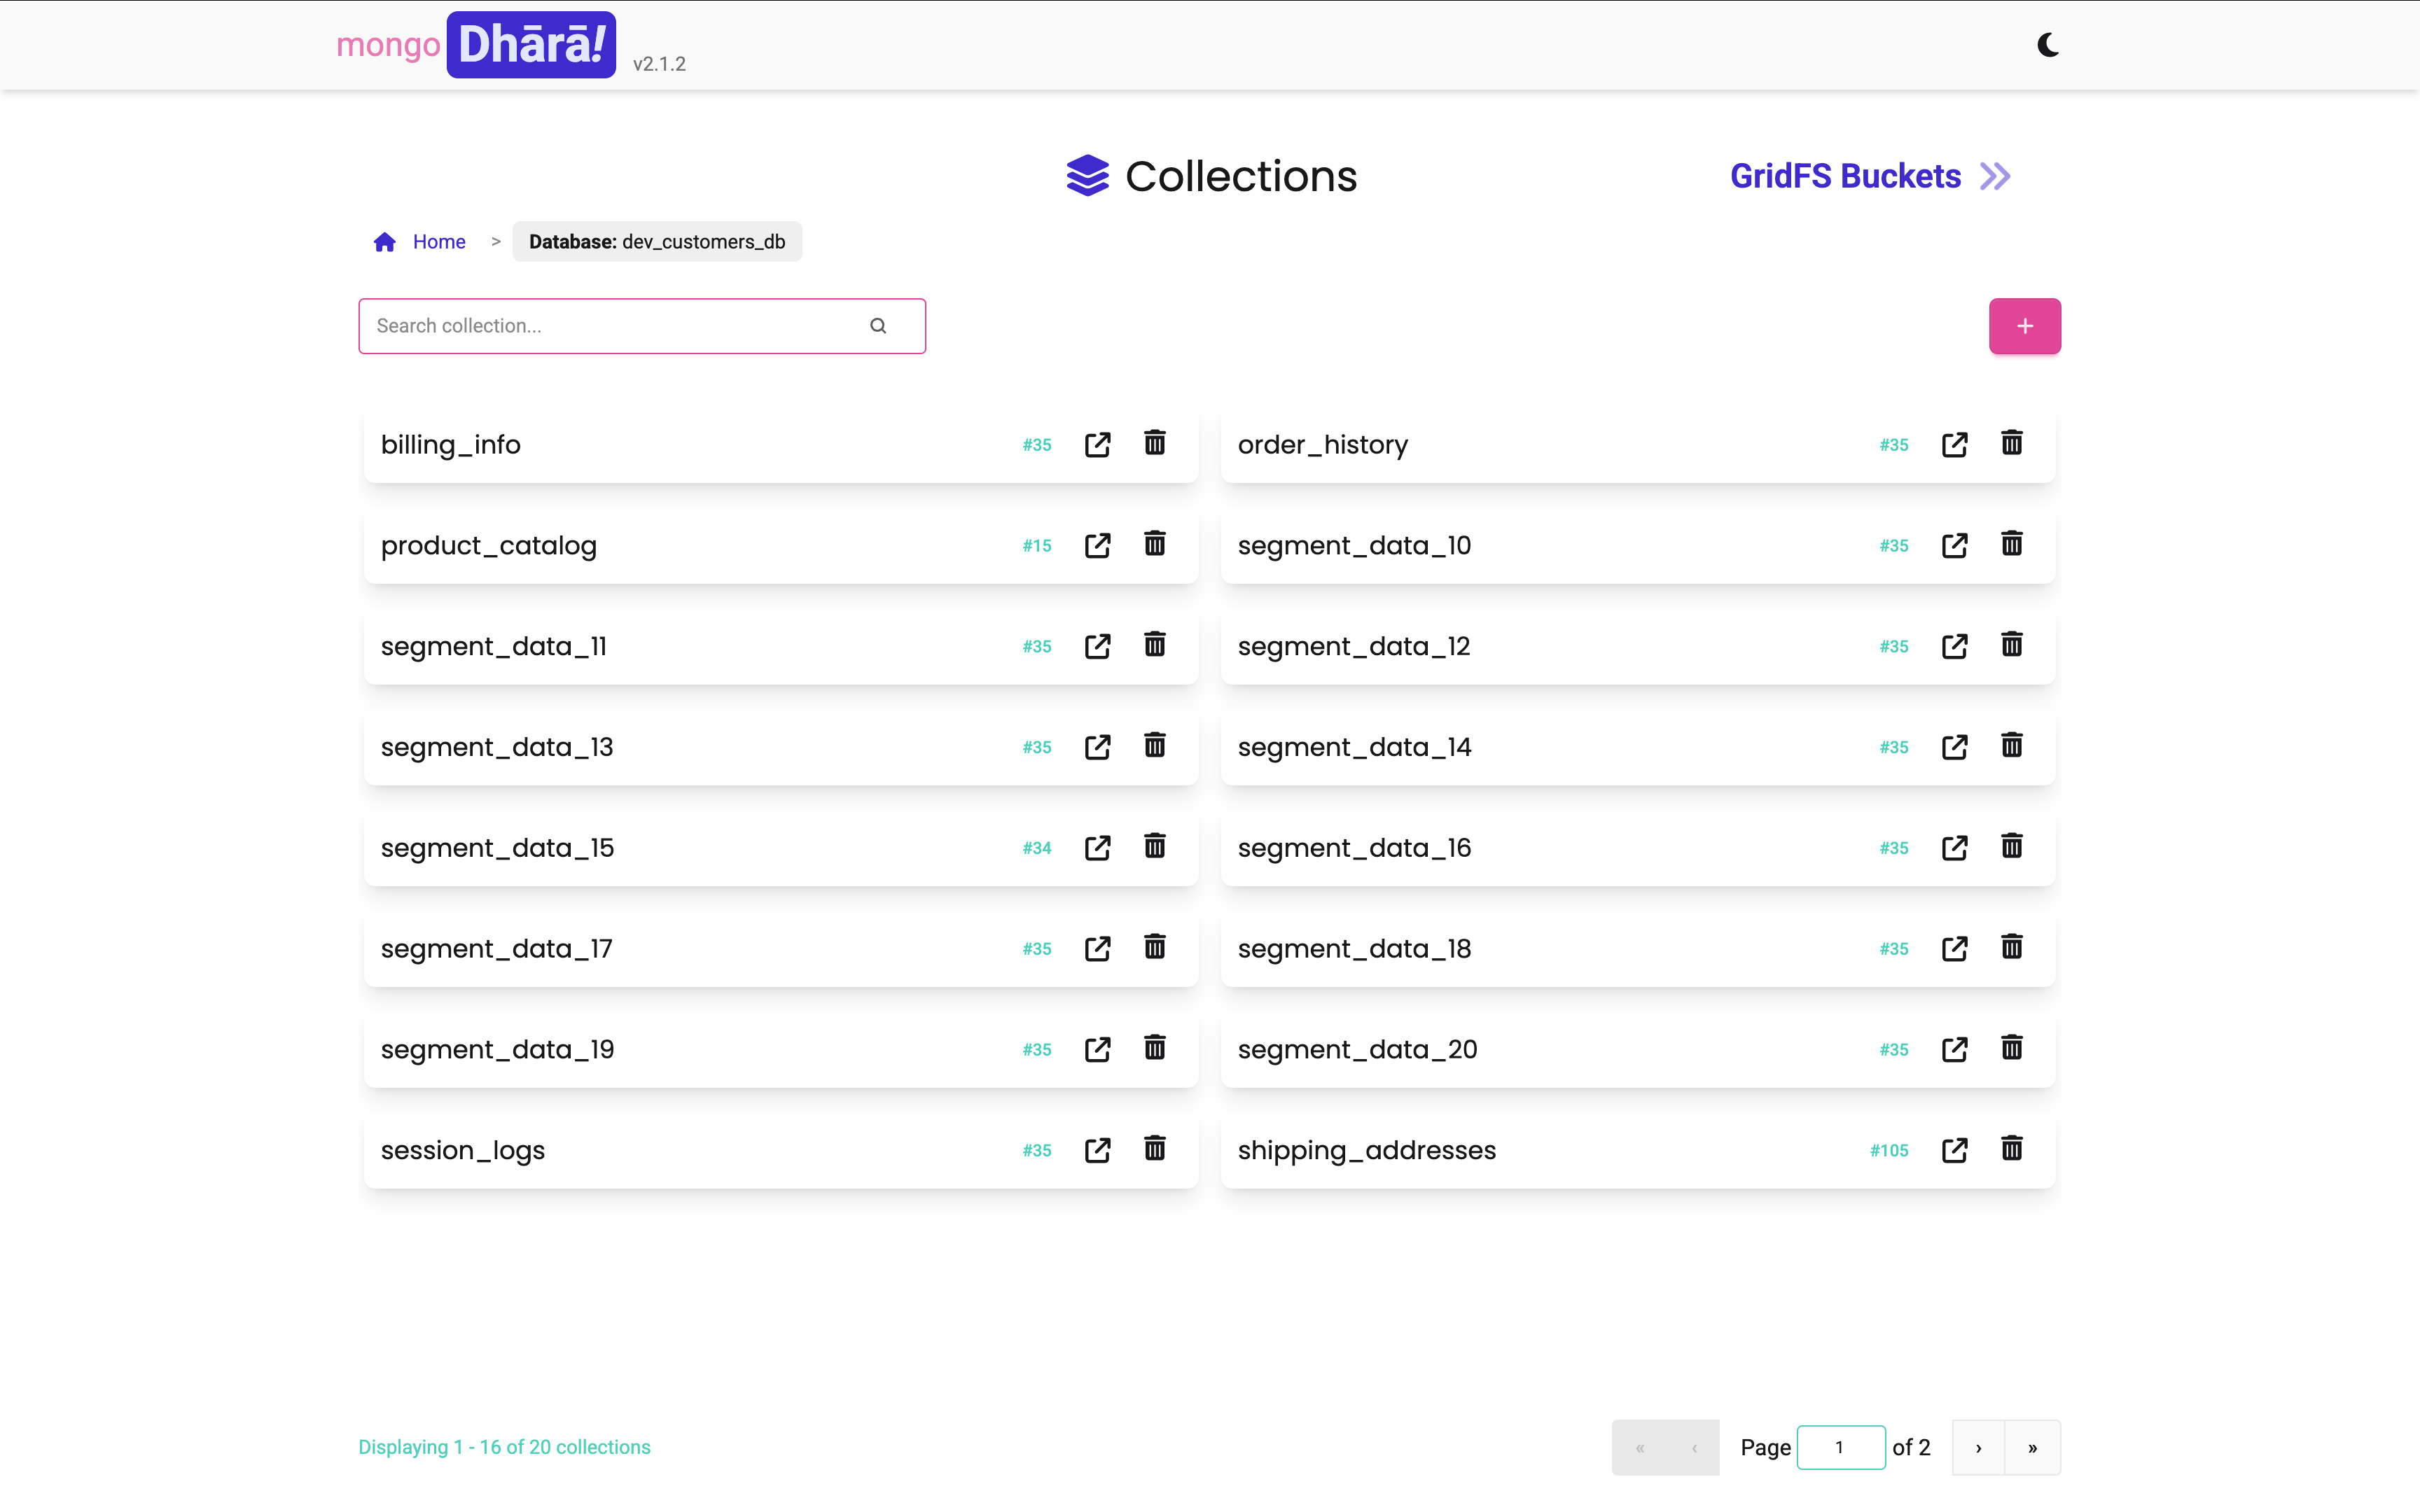 mongo Dhārā! v2.1.2
Collections
GridFS Buckets
Home > Database: dev_customers_db
Search collection...
+
billing_info #35
order_history #35
product_catalog #15
segment_data_10 #35
segment_data_11 #35
segment_data_12 #35
segment_data_13 #35
segment_data_14 #35
segment_data_15 #34
segment_data_16 #35
segment_data_17 #35
segment_data_18 #35
segment_data_19 #35
segment_data_20 #35
session_logs #35
shipping_addresses #105
Displaying 1 - 16 of 20 collections
« ‹ Page 1 of 2 › »